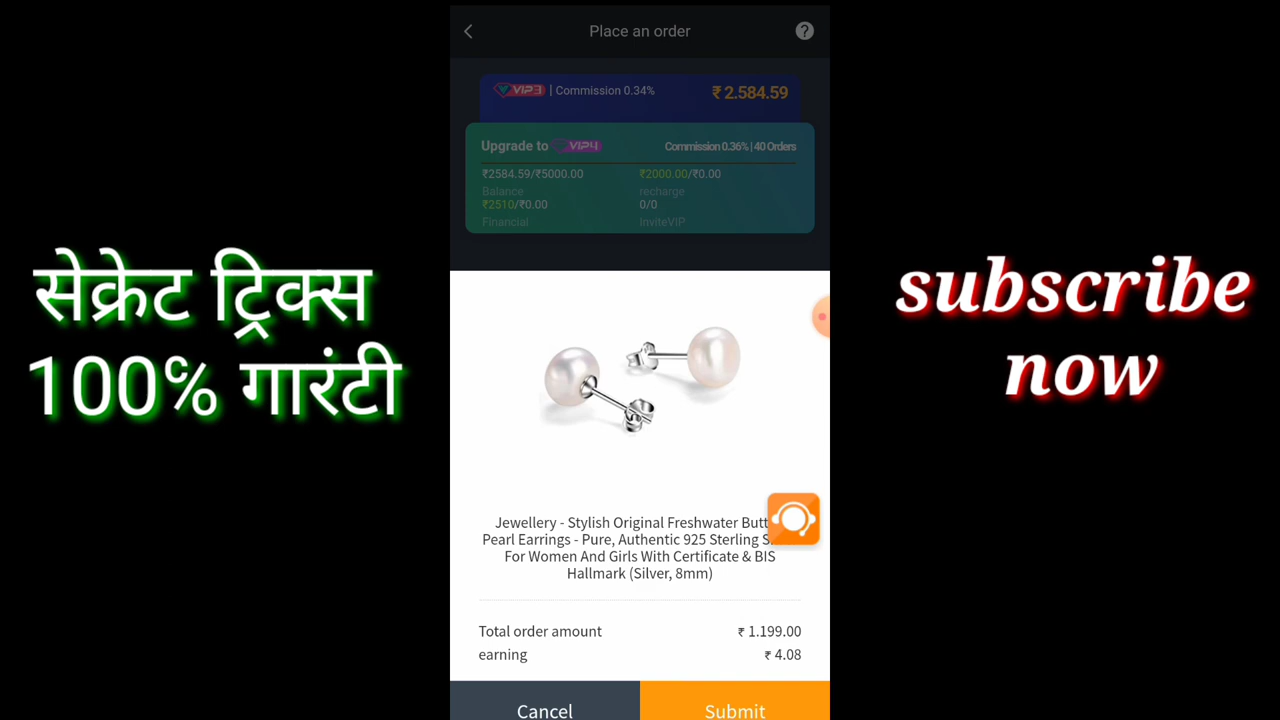 Place an order
VIP3 | Commission 0.34% ₹ 2.584.59
Upgrade to VIP4 Commission 0.36% | 40 Orders
₹2584.59/₹5000.00 ₹2000.00/₹0.00
Balance recharge
₹2510/₹0.00 0/0
Financial InviteVIP
सेक्रेट ट्रिक्स
100% गारंटी
subscribe
now
Jewellery - Stylish Original Freshwater Butt
Pearl Earrings - Pure, Authentic 925 Sterling S
For Women And Girls With Certificate & BIS
Hallmark (Silver, 8mm)
Total order amount ₹ 1.199.00
earning ₹ 4.08
Cancel Submit